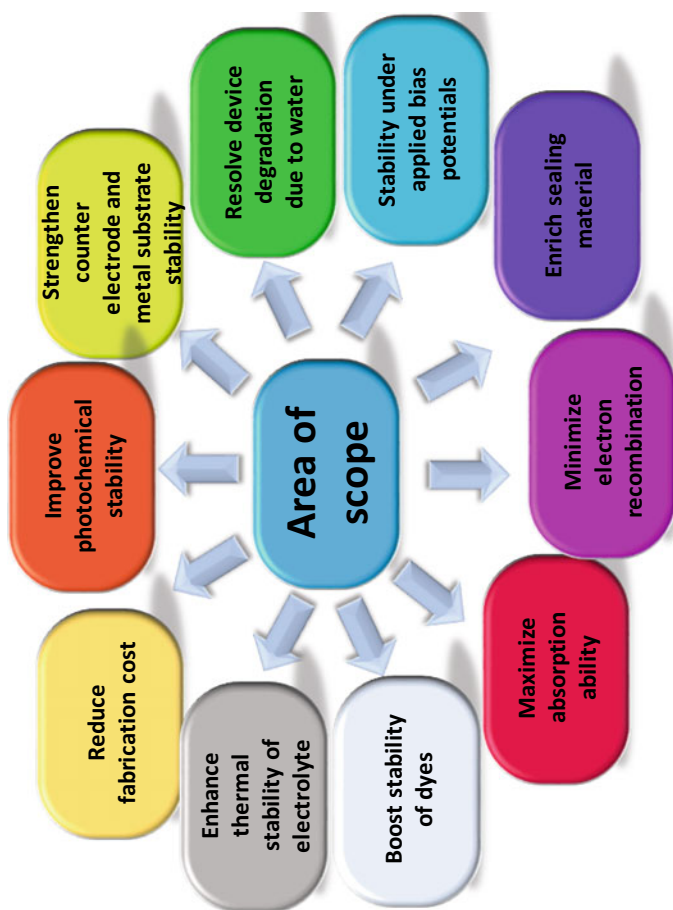 Area of
scope
Improve
photochemical
stability
Strengthen
counter
electrode and
metal substrate
stability
Resolve device
degradation
due to water
Stability under
applied bias
potentials
Enrich sealing
material
Minimize
electron
recombination
Maximize
absorption
ability
Boost stability
of dyes
Enhance
thermal
stability of
electrolyte
Reduce
fabrication cost